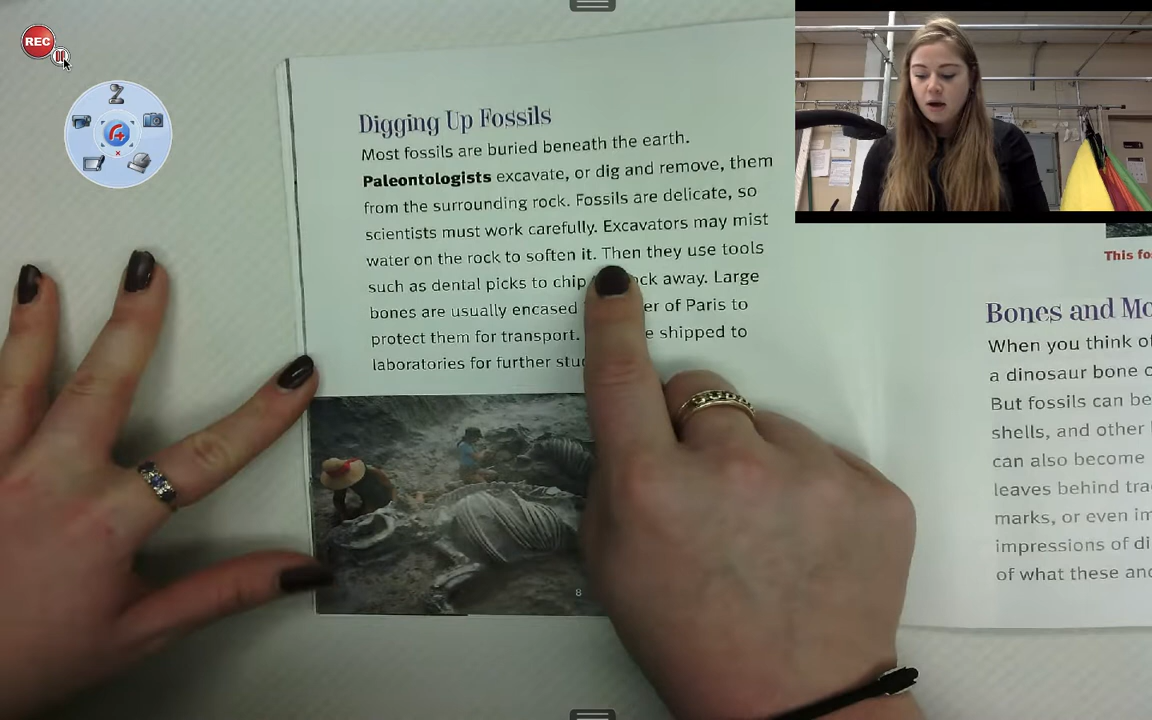 REC
Digging Up Fossils
Most fossils are buried beneath the earth.
Paleontologists excavate, or dig and remove, them
from the surrounding rock. Fossils are delicate, so
scientists must work carefully. Excavators may mist
water on the rock to soften it. Then they use tools
such as dental picks to chip ock away. Large
bones are usually encased er of Paris to
protect them for transport. e shipped to
laboratories for further stu
8
This fo
Bones and Mo
When you think of
a dinosaur bone o
But fossils can be
shells, and other
can also become
leaves behind tra
marks, or even im
impressions of di
of what these and